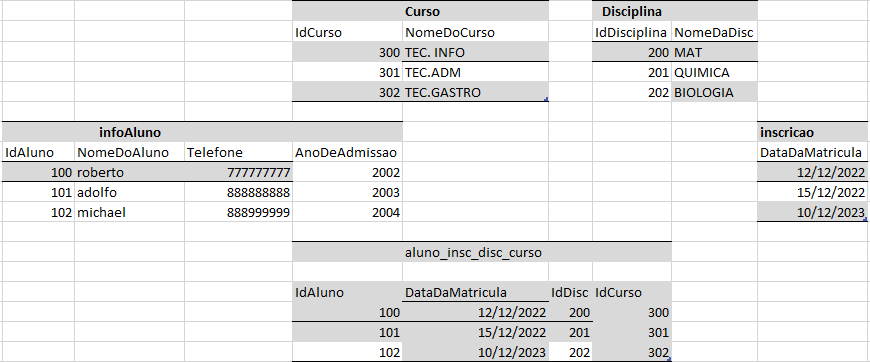 Curso Disciplina
IdCurso NomeDoCurso IdDisciplina NomeDaDisc
300 TEC. INFO 200 MAT
301 TEC.ADM 201 QUIMICA
302 TEC.GASTRO 202 BIOLOGIA
infoAluno inscricao
IdAluno NomeDoAluno Telefone AnoDeAdmissao DataDaMatricula
100 roberto 777777777 2002 12/12/2022
101 adolfo 888888888 2003 15/12/2022
102 michael 888999999 2004 10/12/2023
aluno_insc_disc_curso
IdAluno DataDaMatricula IdDisc IdCurso
100 12/12/2022 200 300
101 15/12/2022 201 301
102 10/12/2023 202 302